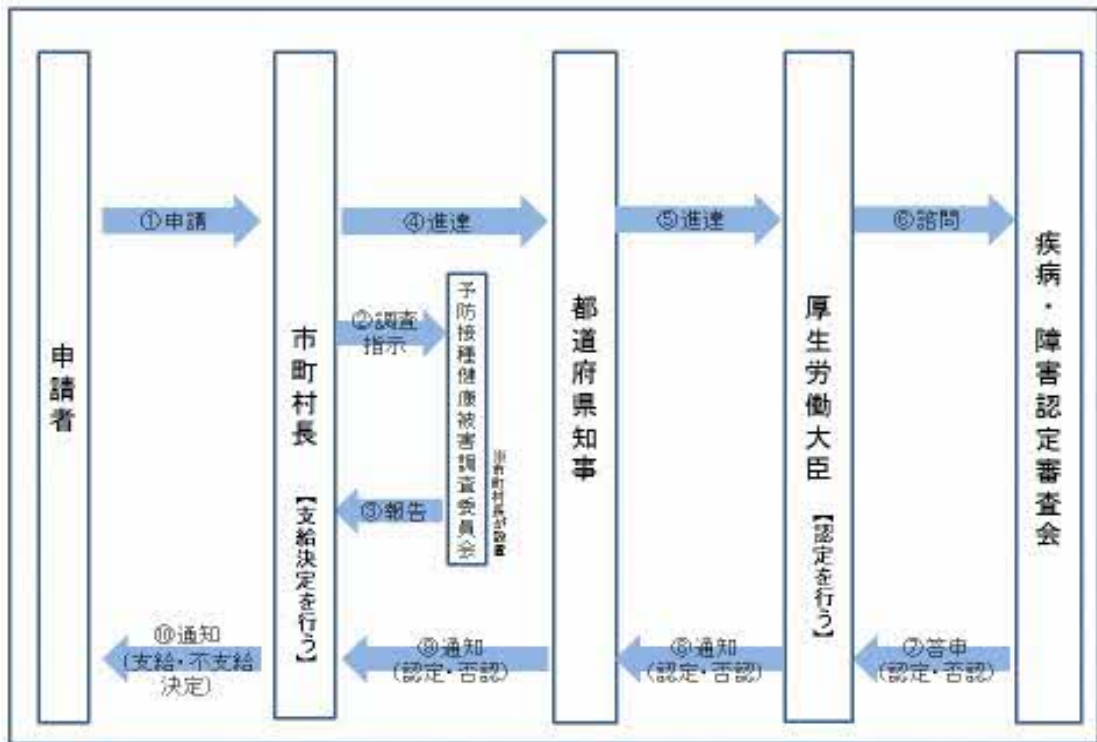 申請者
①申請
市町村長 【支給決定を行う】
②調査
指示
③報告
予防接種健康被害調査委員会
※市町村長が設置
④進達
都道府県知事
⑤進達
厚生労働大臣 【認定を行う】
⑥諮問
疾病・障害認定審査会
⑦答申
(認定・否認)
⑧通知
(認定・否認)
⑨通知
(認定・否認)
⑩通知
(支給・不支給
決定)